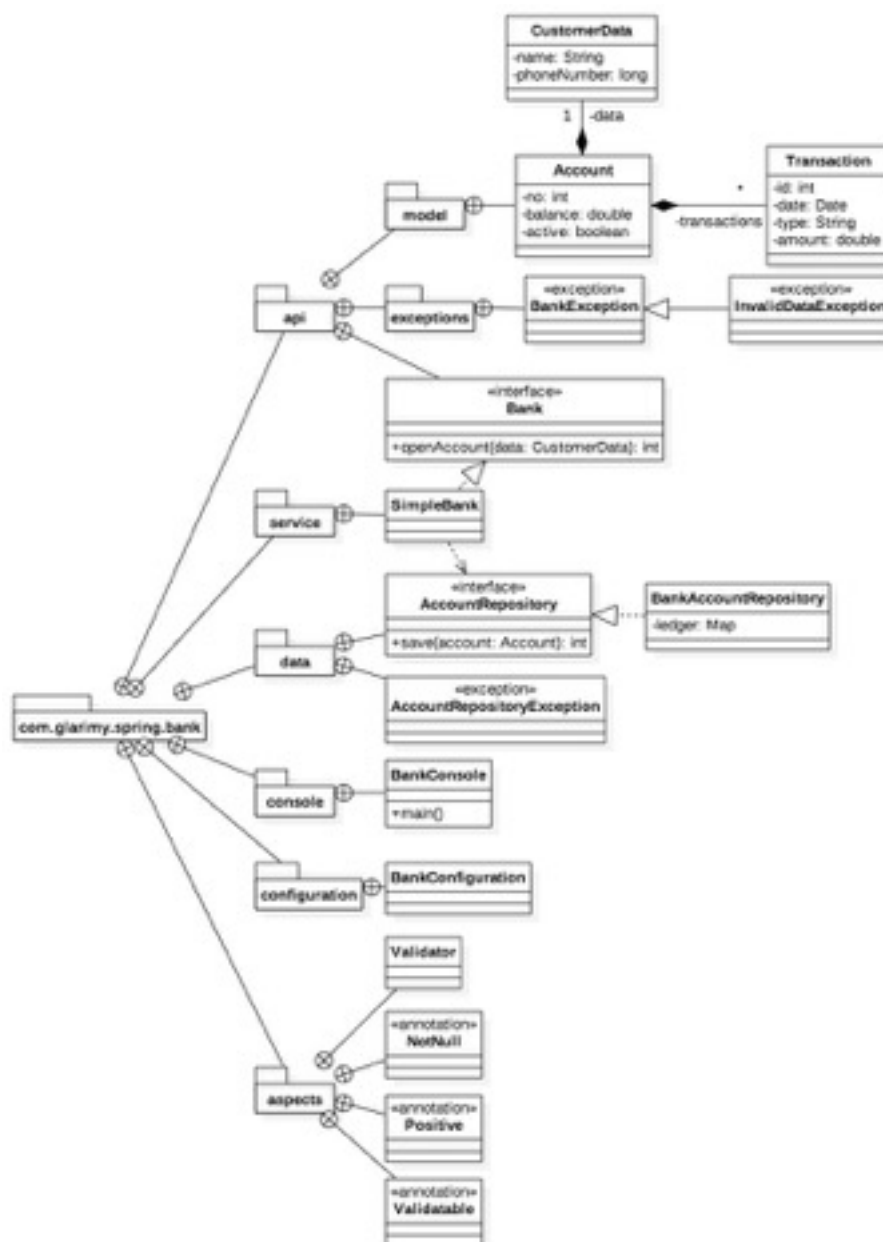 CustomerData
-name: String
-phoneNumber: long
1 -data
Account
-no: int
-balance: double
-active: boolean
*
-transactions
Transaction
-id: int
-date: Date
-type: String
-amount: double
model
api
exceptions
«exception»
BankException
«exception»
InvalidDataException
«interface»
Bank
+openAccount(data: CustomerData): int
service
SimpleBank
«interface»
AccountRepository
+save(account: Account): int
BankAccountRepository
-ledger: Map
data
«exception»
AccountRepositoryException
com.glarimy.spring.bank
console
BankConsole
+main()
configuration
BankConfiguration
Validator
«annotation»
NotNull
aspects
«annotation»
Positive
«annotation»
Validatable